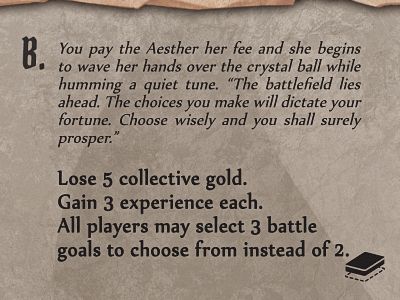 B.
You pay the Aesther her fee and she begins
to wave her hands over the crystal ball while
humming a quiet tune. “The battlefield lies
ahead. The choices you make will dictate your
fortune. Choose wisely and you shall surely
prosper.”
Lose 5 collective gold.
Gain 3 experience each.
All players may select 3 battle
goals to choose from instead of 2.